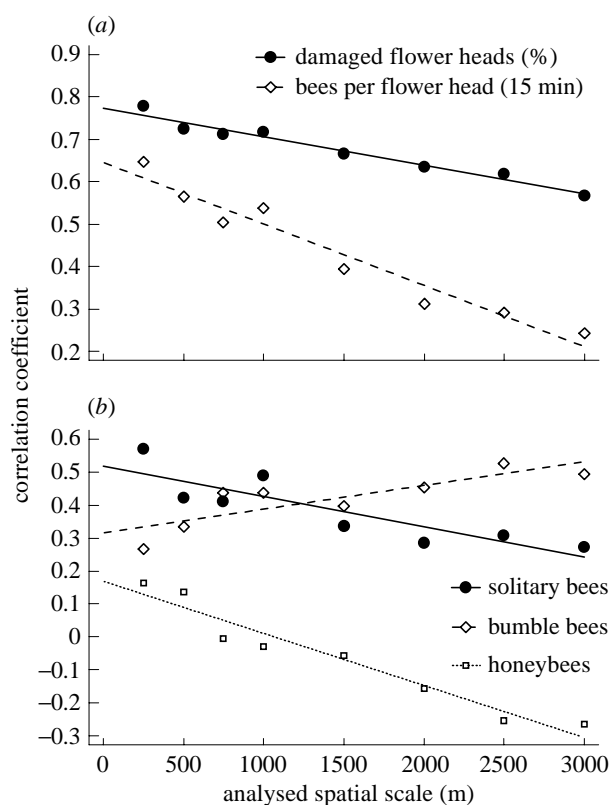 (a)
0.9
damaged flower heads (%)
0.8
bees per flower head (15 min)
0.7
0.6
0.5
0.4
0.3
0.2
correlation coefficient
(b)
0.6
0.5
0.4
0.3
0.2
solitary bees
0.1
bumble bees
0
honeybees
−0.1
−0.2
−0.3
0 500 1000 1500 2000 2500 3000
analysed spatial scale (m)